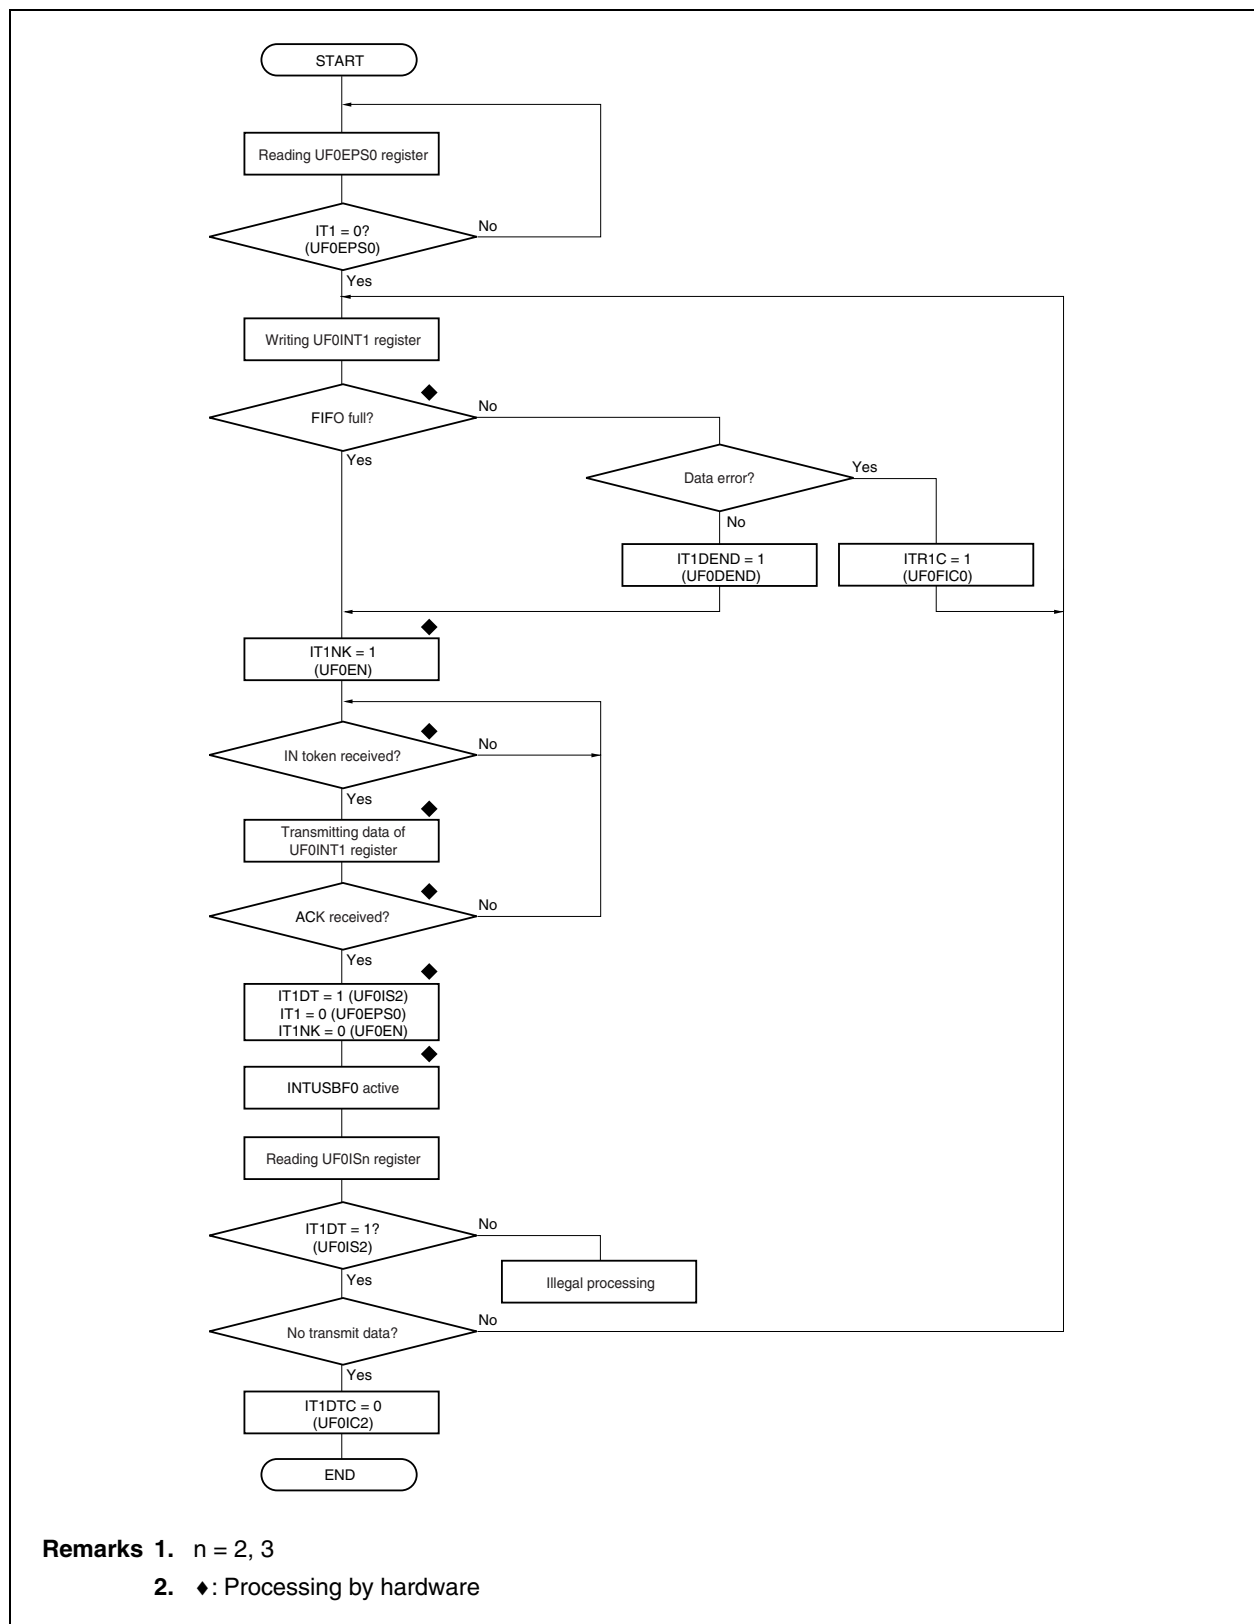 START
Reading UF0EPS0 register
IT1 = 0?
(UF0EPS0)
No
Yes
Writing UF0INT1 register
FIFO full?
No
Yes
Data error?
Yes
No
IT1DEND = 1
(UF0DEND)
ITR1C = 1
(UF0FIC0)
IT1NK = 1
(UF0EN)
IN token received?
No
Yes
Transmitting data of
UF0INT1 register
ACK received?
No
Yes
IT1DT = 1 (UF0IS2)
IT1 = 0 (UF0EPS0)
IT1NK = 0 (UF0EN)
INTUSBF0 active
Reading UF0ISn register
IT1DT = 1?
(UF0IS2)
No
Yes
Illegal processing
No transmit data?
No
Yes
IT1DTC = 0
(UF0IC2)
END
Remarks 1. n = 2, 3
2. ♦: Processing by hardware